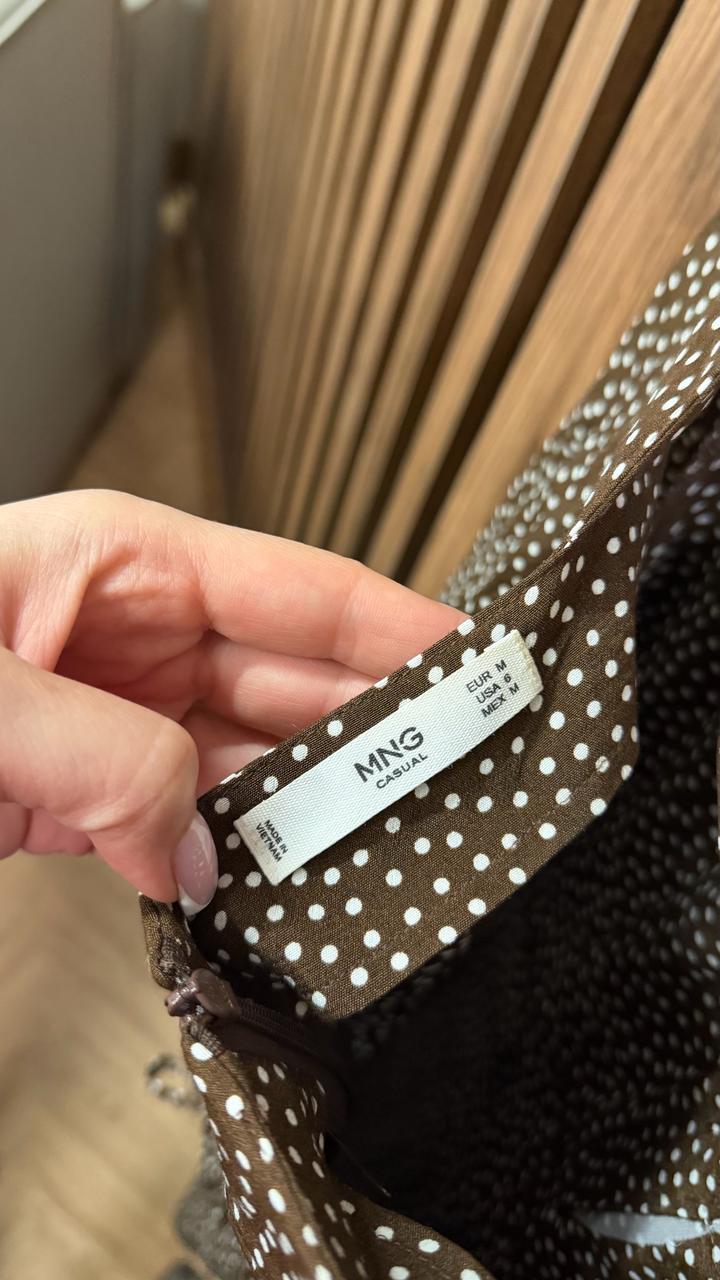 MNG
CASUAL
EUR M
USA 6
MEX M
MADE IN
VIETNAM